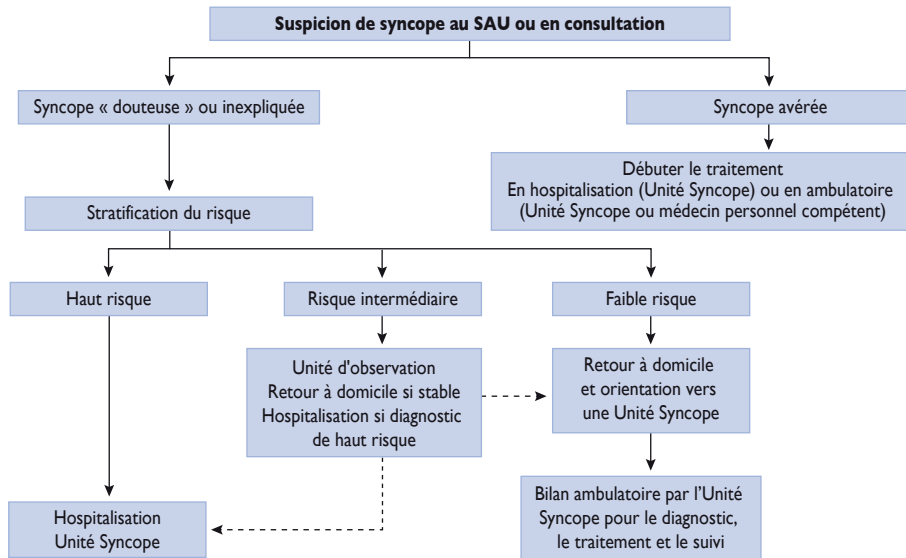 Suspicion de syncope au SAU ou en consultation
Syncope « douteuse » ou inexpliquée
Syncope avérée
Débuter le traitement
En hospitalisation (Unité Syncope) ou en ambulatoire
(Unité Syncope ou médecin personnel compétent)
Stratification du risque
Haut risque
Risque intermédiaire
Faible risque
Unité d'observation
Retour à domicile si stable
Hospitalisation si diagnostic
de haut risque
Retour à domicile
et orientation vers
une Unité Syncope
Hospitalisation
Unité Syncope
Bilan ambulatoire par l'Unité
Syncope pour le diagnostic,
le traitement et le suivi